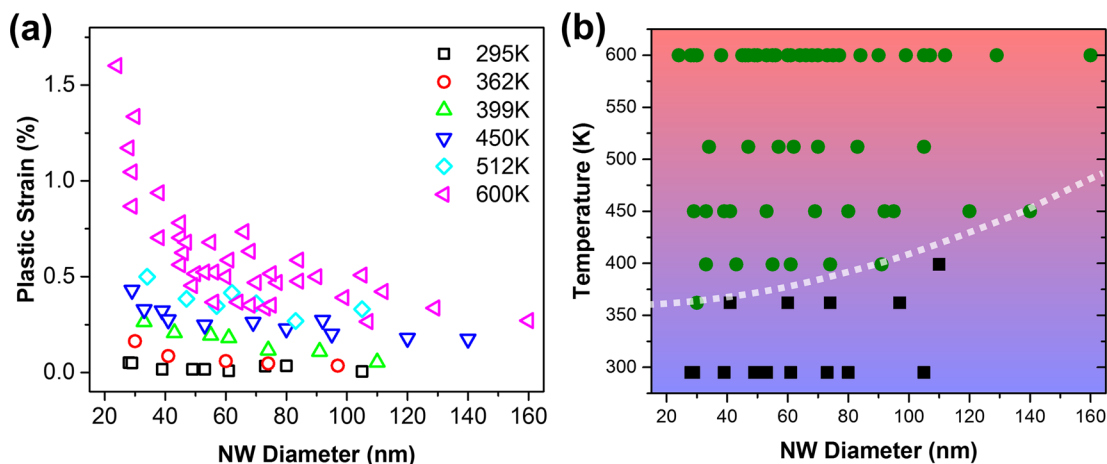 (a)
295K
362K
399K
450K
512K
600K
Plastic Strain (%)
1.5
1.0
0.5
0.0
20 40 60 80 100 120 140 160
NW Diameter (nm)
(b)
Temperature (K)
600
550
500
450
400
350
300
20 40 60 80 100 120 140 160
NW Diameter (nm)